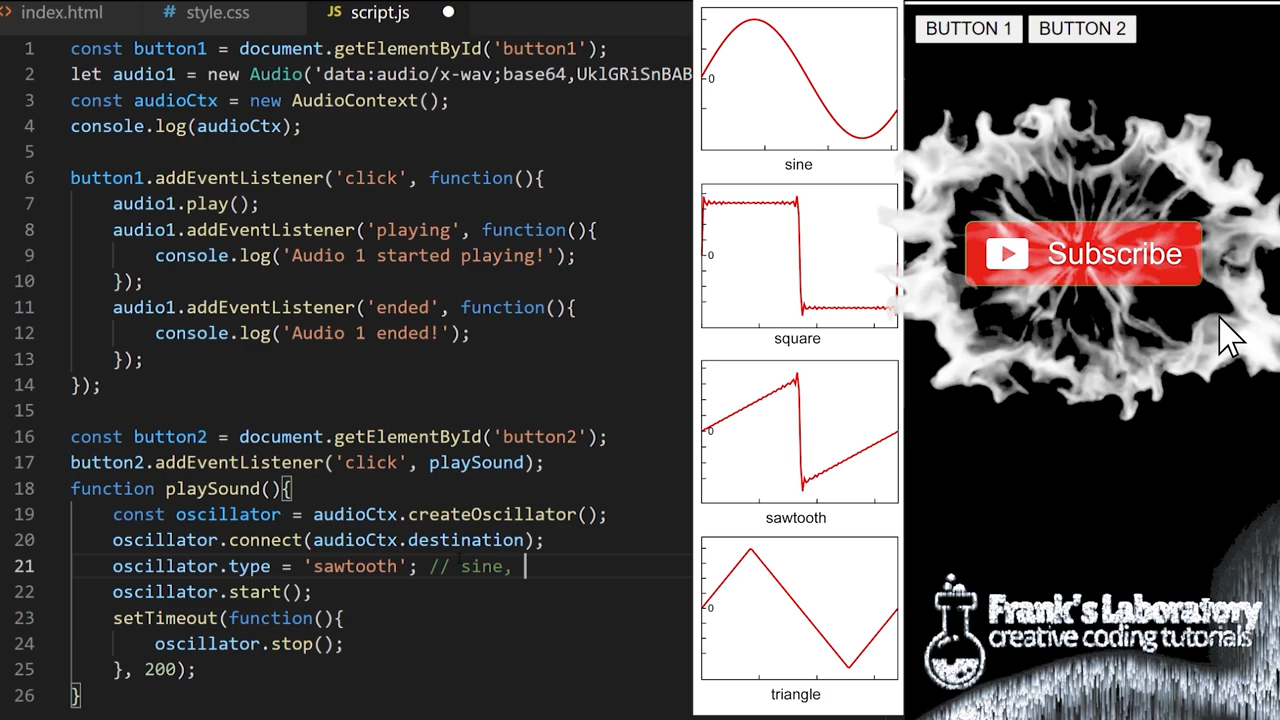 index.html
# style.css
JS script.js
1 const button1 = document.getElementById('button1');
2 let audio1 = new Audio('data:audio/x-wav;base64,UklGRiSnBAB
3 const audioCtx = new AudioContext();
4 console.log(audioCtx);
5
6 button1.addEventListener('click', function(){
7 audio1.play();
8 audio1.addEventListener('playing', function(){
9 console.log('Audio 1 started playing!');
10 });
11 audio1.addEventListener('ended', function(){
12 console.log('Audio 1 ended!');
13 });
14 });
15
16 const button2 = document.getElementById('button2');
17 button2.addEventListener('click', playSound);
18 function playSound(){
19 const oscillator = audioCtx.createOscillator();
20 oscillator.connect(audioCtx.destination);
21 oscillator.type = 'sawtooth'; // sine,
22 oscillator.start();
23 setTimeout(function(){
24 oscillator.stop();
25 }, 200);
26 }
0
sine
0
square
0
sawtooth
0
triangle
BUTTON 1 BUTTON 2
Subscribe
Frank's Laboratory
creative coding tutorials